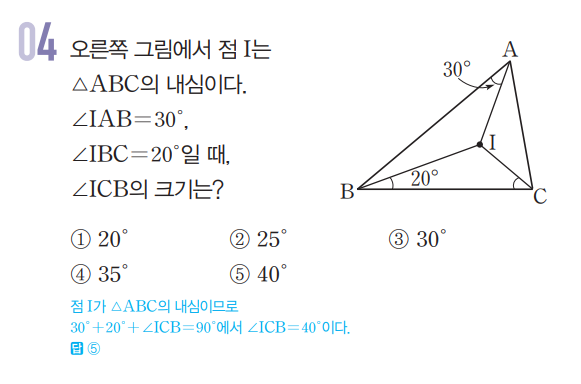 04 오른쪽 그림에서 점 I는
△ABC의 내심이다.
∠IAB=30°,
∠IBC=20°일 때,
∠ICB의 크기는?
A
30°
I
B
20°
C
① 20° ② 25° ③ 30°
④ 35° ⑤ 40°
점 I가 △ABC의 내심이므로
30°+20°+∠ICB=90°에서 ∠ICB=40°이다.
답 ⑤